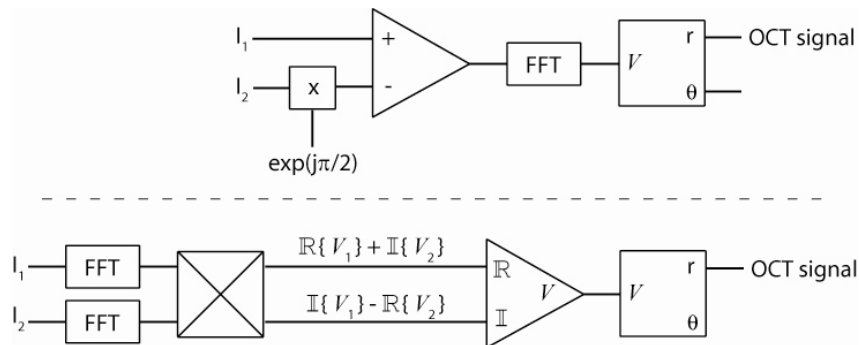 I₁ + r OCT signal
FFT V
I₂ x - θ
exp(jπ/2)
ℝ{V₁}+𝕀{V₂}
I₁ FFT ℝ r OCT signal
V V
𝕀{V₁}-ℝ{V₂}
I₂ FFT 𝕀 θ